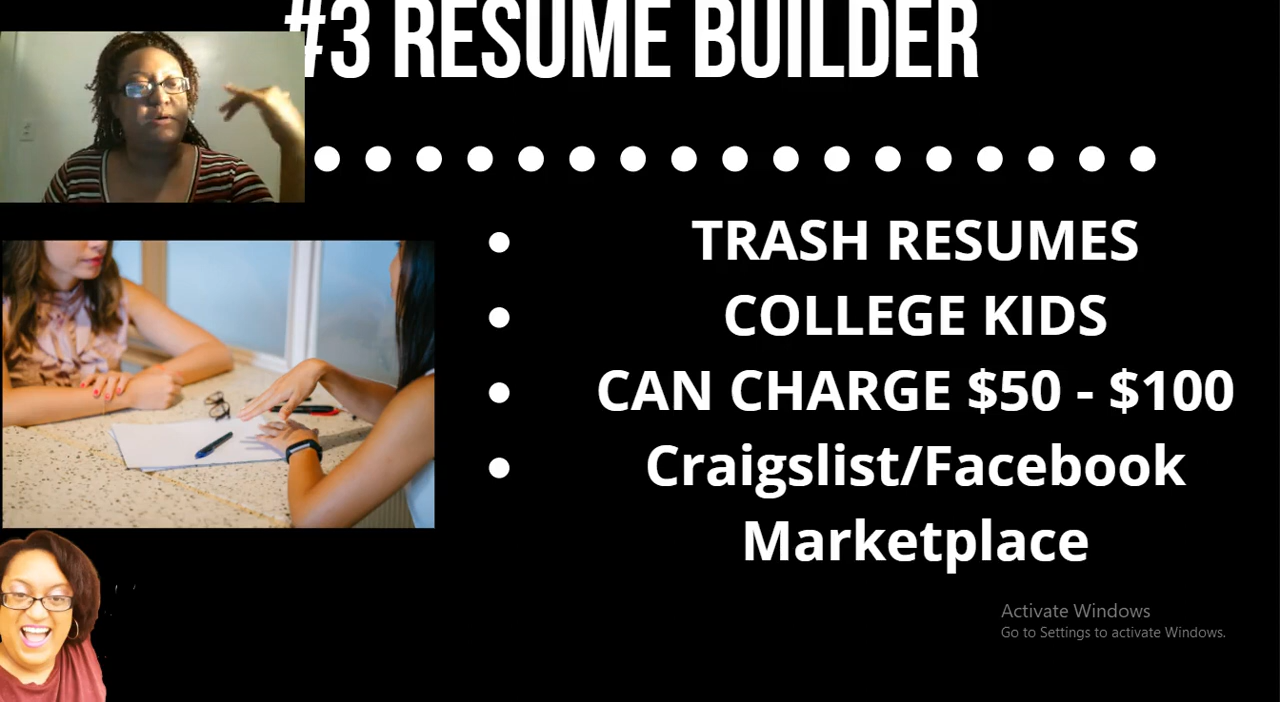 #3 RESUME BUILDER
TRASH RESUMES
COLLEGE KIDS
CAN CHARGE $50 - $100
Craigslist/Facebook
Marketplace
Activate Windows
Go to Settings to activate Windows.